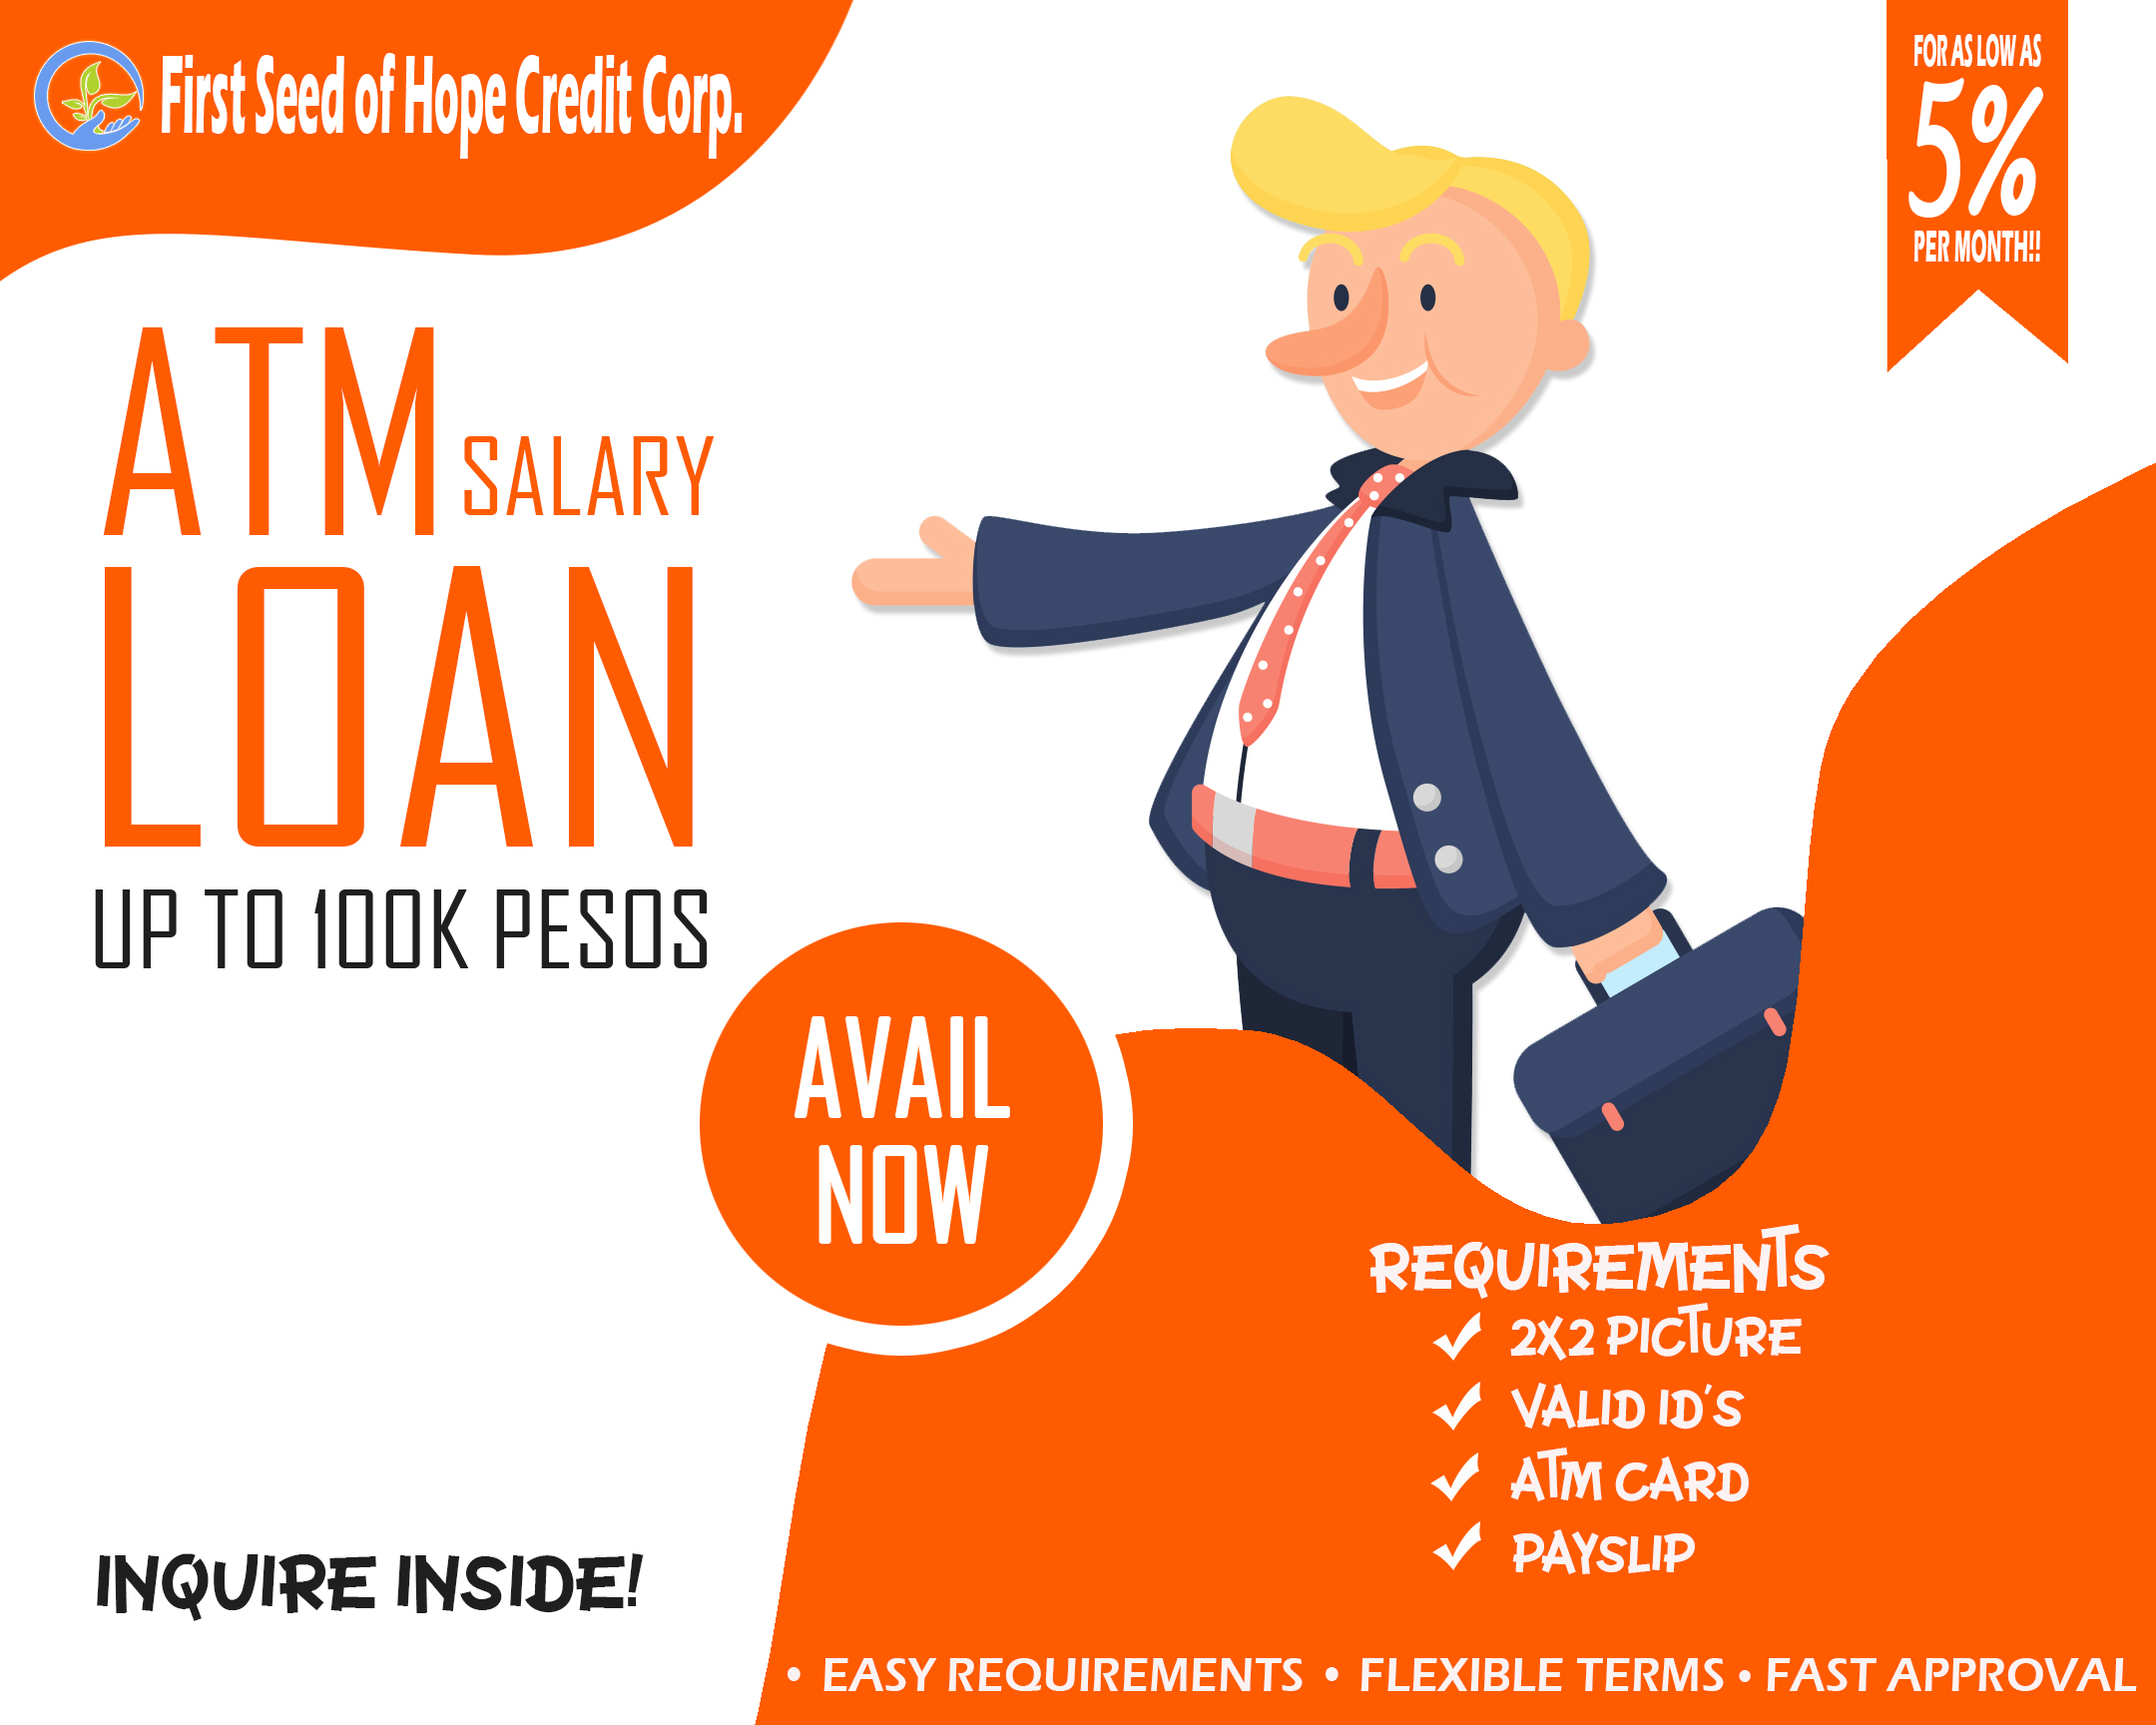 First Seed of Hope Credit Corp.
FOR AS LOW AS
5%
PER MONTH!!
ATM SALARY
LOAN
UP TO 100K PESOS
AVAIL
NOW
REQUIREMENTS
2X2 PICTURE
VALID ID'S
ATM CARD
PAYSLIP
INQUIRE INSIDE!
• EASY REQUIREMENTS • FLEXIBLE TERMS • FAST APPROVAL